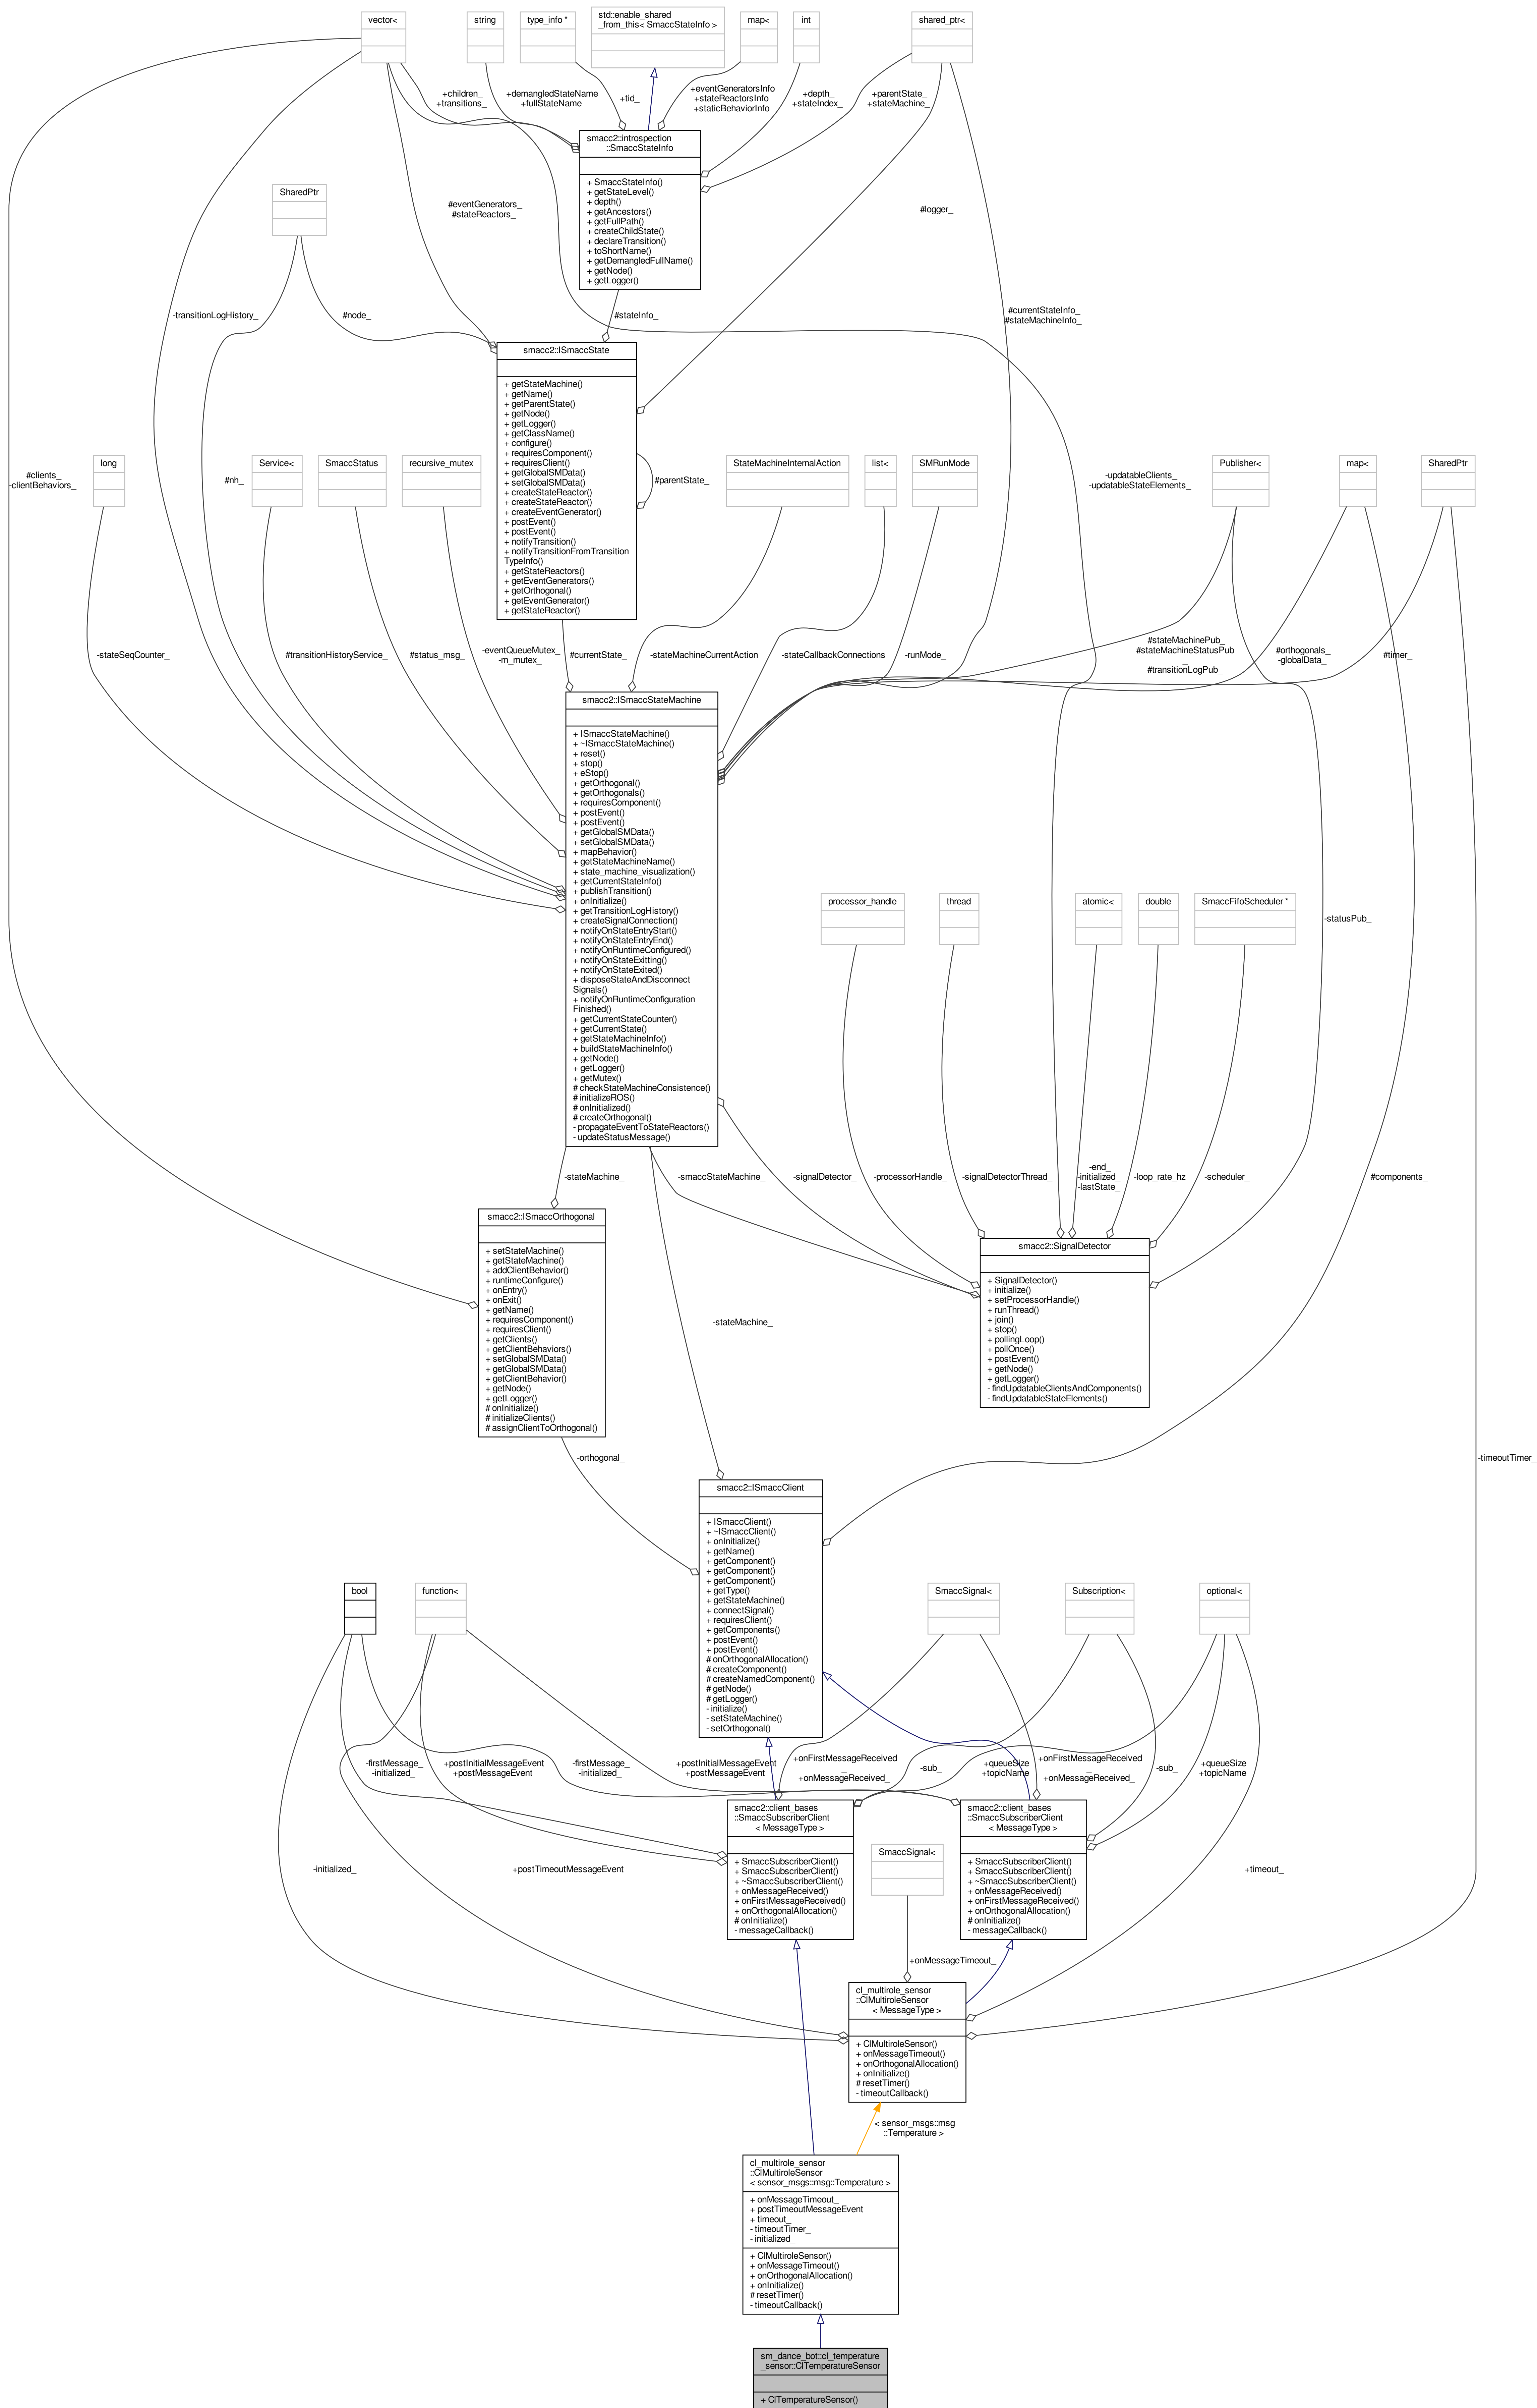 vector<
string
type_info *
std::enable_shared
_from_this< SmaccStateInfo >
map<
int
shared_ptr<
+children_
+transitions_
+demangledStateName
+fullStateName
+tid_
+eventGeneratorsInfo
+stateReactorsInfo
+staticBehaviorInfo
+depth_
+stateIndex_
+parentState_
+stateMachine_
smacc2::introspection
::SmaccStateInfo
+ SmaccStateInfo()
+ getStateLevel()
+ depth()
+ getAncestors()
+ getFullPath()
+ createChildState()
+ declareTransition()
+ toShortName()
+ getDemangledFullName()
+ getNode()
+ getLogger()
SharedPtr
#eventGenerators_
#stateReactors_
#logger_
-transitionLogHistory_
#node_
#stateInfo_
#currentStateInfo_
#stateMachineInfo_
smacc2::ISmaccState
+ getStateMachine()
+ getName()
+ getParentState()
+ getNode()
+ getLogger()
+ getClassName()
+ configure()
+ requiresComponent()
+ requiresClient()
+ getGlobalSMData()
+ setGlobalSMData()
+ createStateReactor()
+ createStateReactor()
+ createEventGenerator()
+ postEvent()
+ postEvent()
+ notifyTransition()
+ notifyTransitionFromTransition
TypeInfo()
+ getStateReactors()
+ getEventGenerators()
+ getOrthogonal()
+ getEventGenerator()
+ getStateReactor()
#parentState_
#clients_
-clientBehaviors_
long
#nh_
Service<
SmaccStatus
recursive_mutex
StateMachineInternalAction
list<
SMRunMode
-updatableClients_
-updatableStateElements_
Publisher<
map<
SharedPtr
-stateSeqCounter_
#transitionHistoryService_
#status_msg_
-eventQueueMutex_
-m_mutex_
#currentState_
-stateMachineCurrentAction
-stateCallbackConnections
-runMode_
#stateMachinePub_
#stateMachineStatusPub
_
#transitionLogPub_
#orthogonals_
-globalData_
#timer_
smacc2::ISmaccStateMachine
+ ISmaccStateMachine()
+ ~ISmaccStateMachine()
+ reset()
+ stop()
+ eStop()
+ getOrthogonal()
+ getOrthogonals()
+ requiresComponent()
+ postEvent()
+ postEvent()
+ getGlobalSMData()
+ setGlobalSMData()
+ mapBehavior()
+ getStateMachineName()
+ state_machine_visualization()
+ getCurrentStateInfo()
+ publishTransition()
+ onInitialize()
+ getTransitionLogHistory()
+ createSignalConnection()
+ notifyOnStateEntryStart()
+ notifyOnStateEntryEnd()
+ notifyOnRuntimeConfigured()
+ notifyOnStateExitting()
+ notifyOnStateExited()
+ disposeStateAndDisconnect
Signals()
+ notifyOnRuntimeConfiguration
Finished()
+ getCurrentStateCounter()
+ getCurrentState()
+ getStateMachineInfo()
+ buildStateMachineInfo()
+ getNode()
+ getLogger()
+ getMutex()
# checkStateMachineConsistence()
# initializeROS()
# onInitialized()
# createOrthogonal()
- propagateEventToStateReactors()
- updateStatusMessage()
processor_handle
thread
atomic<
double
SmaccFifoScheduler *
-statusPub_
-stateMachine_
-smaccStateMachine_
-signalDetector_
-processorHandle_
-signalDetectorThread_
-end_
-initialized_
-lastState_
-loop_rate_hz
-scheduler_
#components_
smacc2::ISmaccOrthogonal
+ setStateMachine()
+ getStateMachine()
+ addClientBehavior()
+ runtimeConfigure()
+ onEntry()
+ onExit()
+ getName()
+ requiresComponent()
+ requiresClient()
+ getClients()
+ getClientBehaviors()
+ setGlobalSMData()
+ getGlobalSMData()
+ getClientBehavior()
+ getNode()
+ getLogger()
# onInitialize()
# initializeClients()
# assignClientToOrthogonal()
smacc2::SignalDetector
+ SignalDetector()
+ initialize()
+ setProcessorHandle()
+ runThread()
+ join()
+ stop()
+ pollingLoop()
+ pollOnce()
+ postEvent()
+ getNode()
+ getLogger()
- findUpdatableClientsAndComponents()
- findUpdatableStateElements()
-stateMachine_
-orthogonal_
-timeoutTimer_
smacc2::ISmaccClient
+ ISmaccClient()
+ ~ISmaccClient()
+ onInitialize()
+ getName()
+ getComponent()
+ getComponent()
+ getComponent()
+ getType()
+ getStateMachine()
+ connectSignal()
+ requiresClient()
+ getComponents()
+ postEvent()
+ postEvent()
# onOrthogonalAllocation()
# createComponent()
# createNamedComponent()
# getNode()
# getLogger()
- initialize()
- setStateMachine()
- setOrthogonal()
bool
function<
SmaccSignal<
Subscription<
optional<
-firstMessage_
-initialized_
+postInitialMessageEvent
+postMessageEvent
-firstMessage_
-initialized_
+postInitialMessageEvent
+postMessageEvent
+onFirstMessageReceived
_
+onMessageReceived_
-sub_
+queueSize
+topicName
+onFirstMessageReceived
_
+onMessageReceived_
-sub_
+queueSize
+topicName
smacc2::client_bases
::SmaccSubscriberClient
< MessageType >
+ SmaccSubscriberClient()
+ SmaccSubscriberClient()
+ ~SmaccSubscriberClient()
+ onMessageReceived()
+ onFirstMessageReceived()
+ onOrthogonalAllocation()
# onInitialize()
- messageCallback()
SmaccSignal<
smacc2::client_bases
::SmaccSubscriberClient
< MessageType >
+ SmaccSubscriberClient()
+ SmaccSubscriberClient()
+ ~SmaccSubscriberClient()
+ onMessageReceived()
+ onFirstMessageReceived()
+ onOrthogonalAllocation()
# onInitialize()
- messageCallback()
-initialized_
+postTimeoutMessageEvent
+timeout_
+onMessageTimeout_
cl_multirole_sensor
::ClMultiroleSensor
< MessageType >
+ ClMultiroleSensor()
+ onMessageTimeout()
+ onOrthogonalAllocation()
+ onInitialize()
# resetTimer()
- timeoutCallback()
< sensor_msgs::msg
::Temperature >
cl_multirole_sensor
::ClMultiroleSensor
< sensor_msgs::msg::Temperature >
+ onMessageTimeout_
+ postTimeoutMessageEvent
+ timeout_
- timeoutTimer_
- initialized_
+ ClMultiroleSensor()
+ onMessageTimeout()
+ onOrthogonalAllocation()
+ onInitialize()
# resetTimer()
- timeoutCallback()
sm_dance_bot::cl_temperature
_sensor::ClTemperatureSensor
+ ClTemperatureSensor()